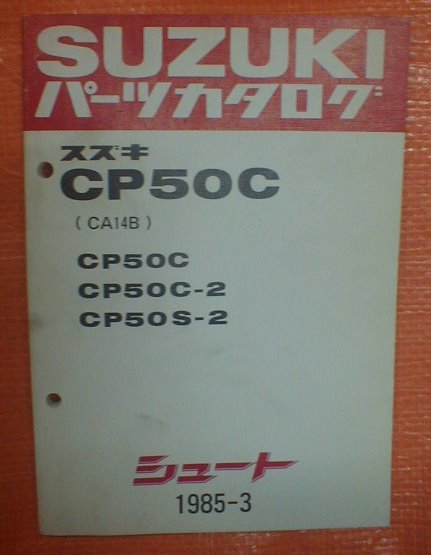 SUZUKI
パーツカタログ
スズキ
CP50C
( CA14B )
CP50C
CP50C-2
CP50S-2
シュート
1985-3